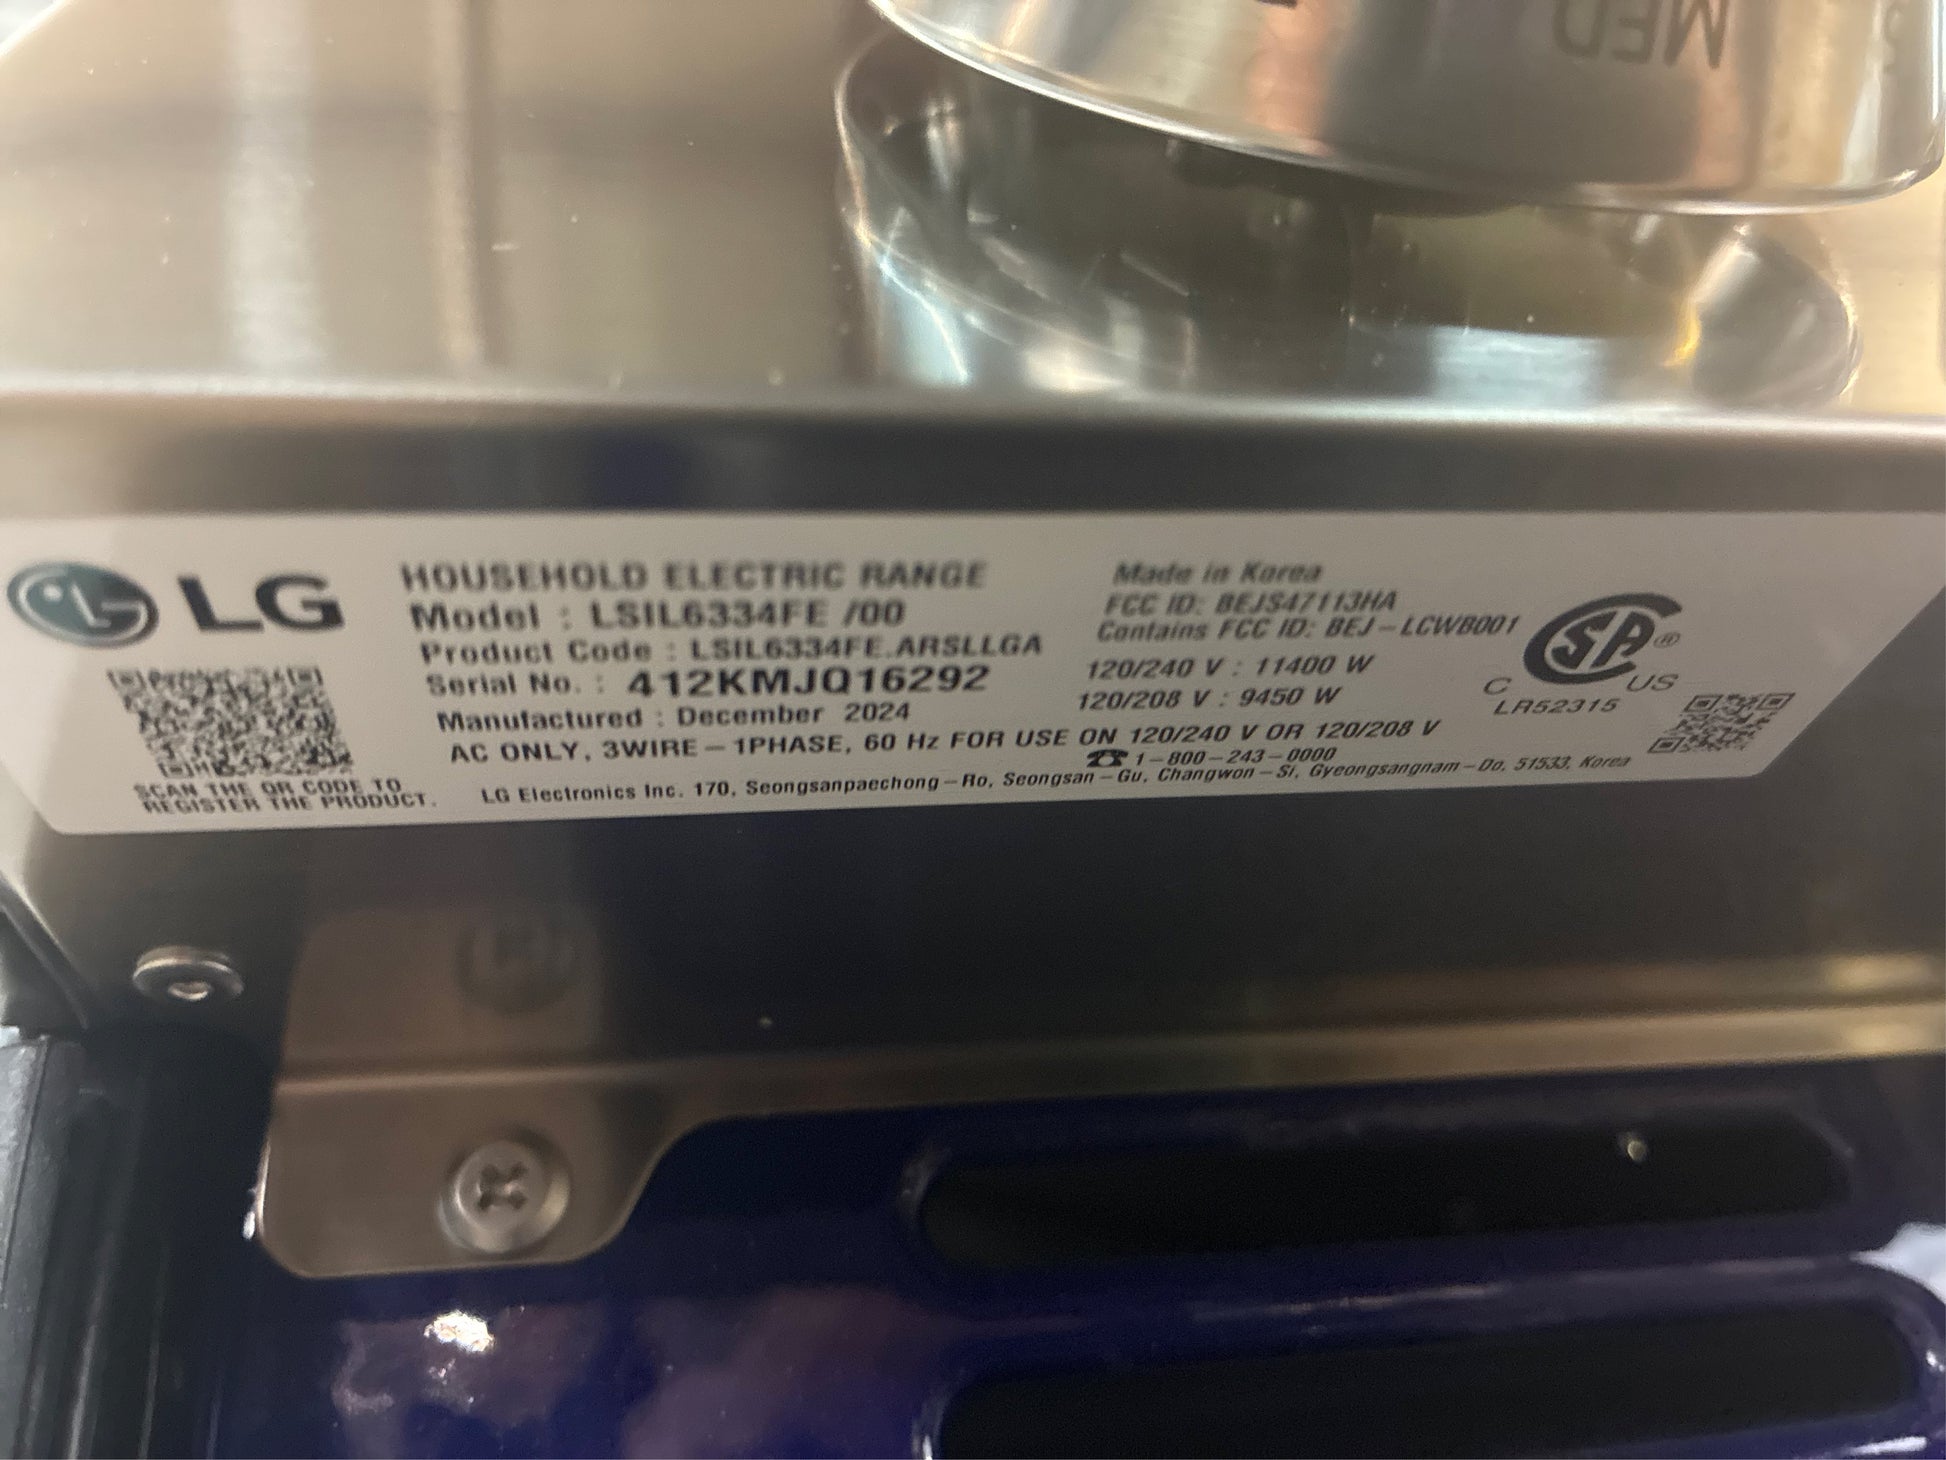 MED
LG
HOUSEHOLD ELECTRIC RANGE
Model : LSIL6334FE /00
Product Code : LSIL6334FE.ARSLLGA
Serial No. : 412KMJQ16292
Manufactured : December 2024
AC ONLY, 3WIRE-1PHASE, 60 Hz FOR USE ON 120/240 V OR 120/208 V
SCAN THE QR CODE TO
REGISTER THE PRODUCT.
Made in Korea
FCC ID: BEJS47113HA
Contains FCC ID: BEJ-LCWB001
120/240 V : 11400 W
120/208 V : 9450 W
SA®
C US
LR52315
☎ 1-800-243-0000
LG Electronics Inc. 170, Seongsanpaechong-Ro, Seongsan-Gu, Changwon-Si, Gyeongsangnam-Do, 51533, Korea